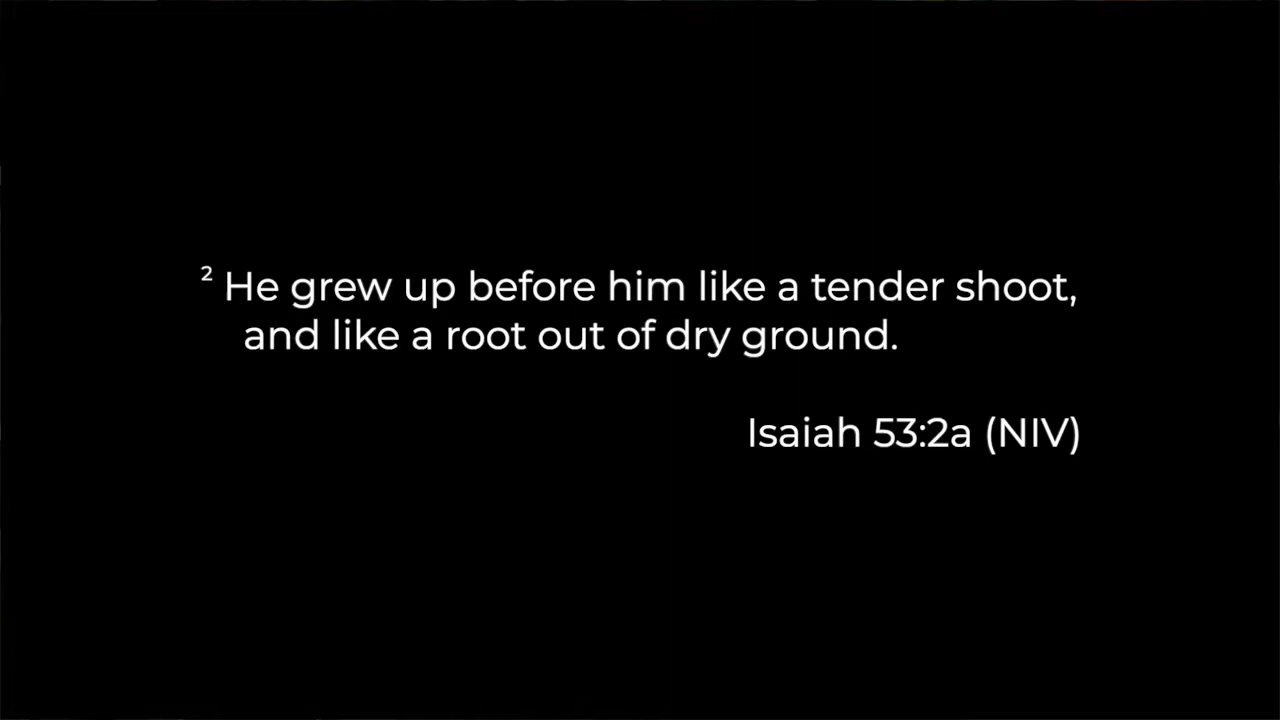 ² He grew up before him like a tender shoot,
and like a root out of dry ground.
Isaiah 53:2a (NIV)